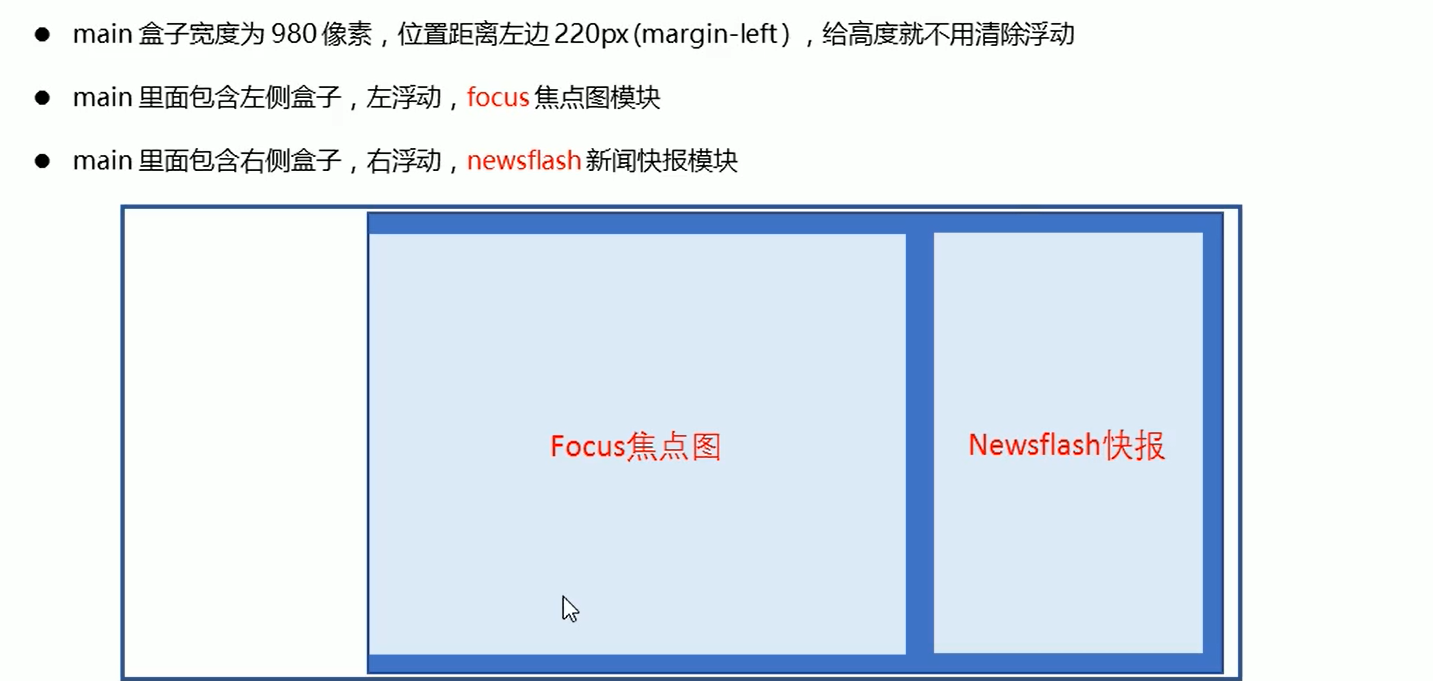 ● main 盒子宽度为 980 像素，位置距离左边 220px (margin-left) ，给高度就不用清除浮动
● main 里面包含左侧盒子，左浮动，focus 焦点图模块
● main 里面包含右侧盒子，右浮动，newsflash 新闻快报模块
Focus焦点图
Newsflash快报